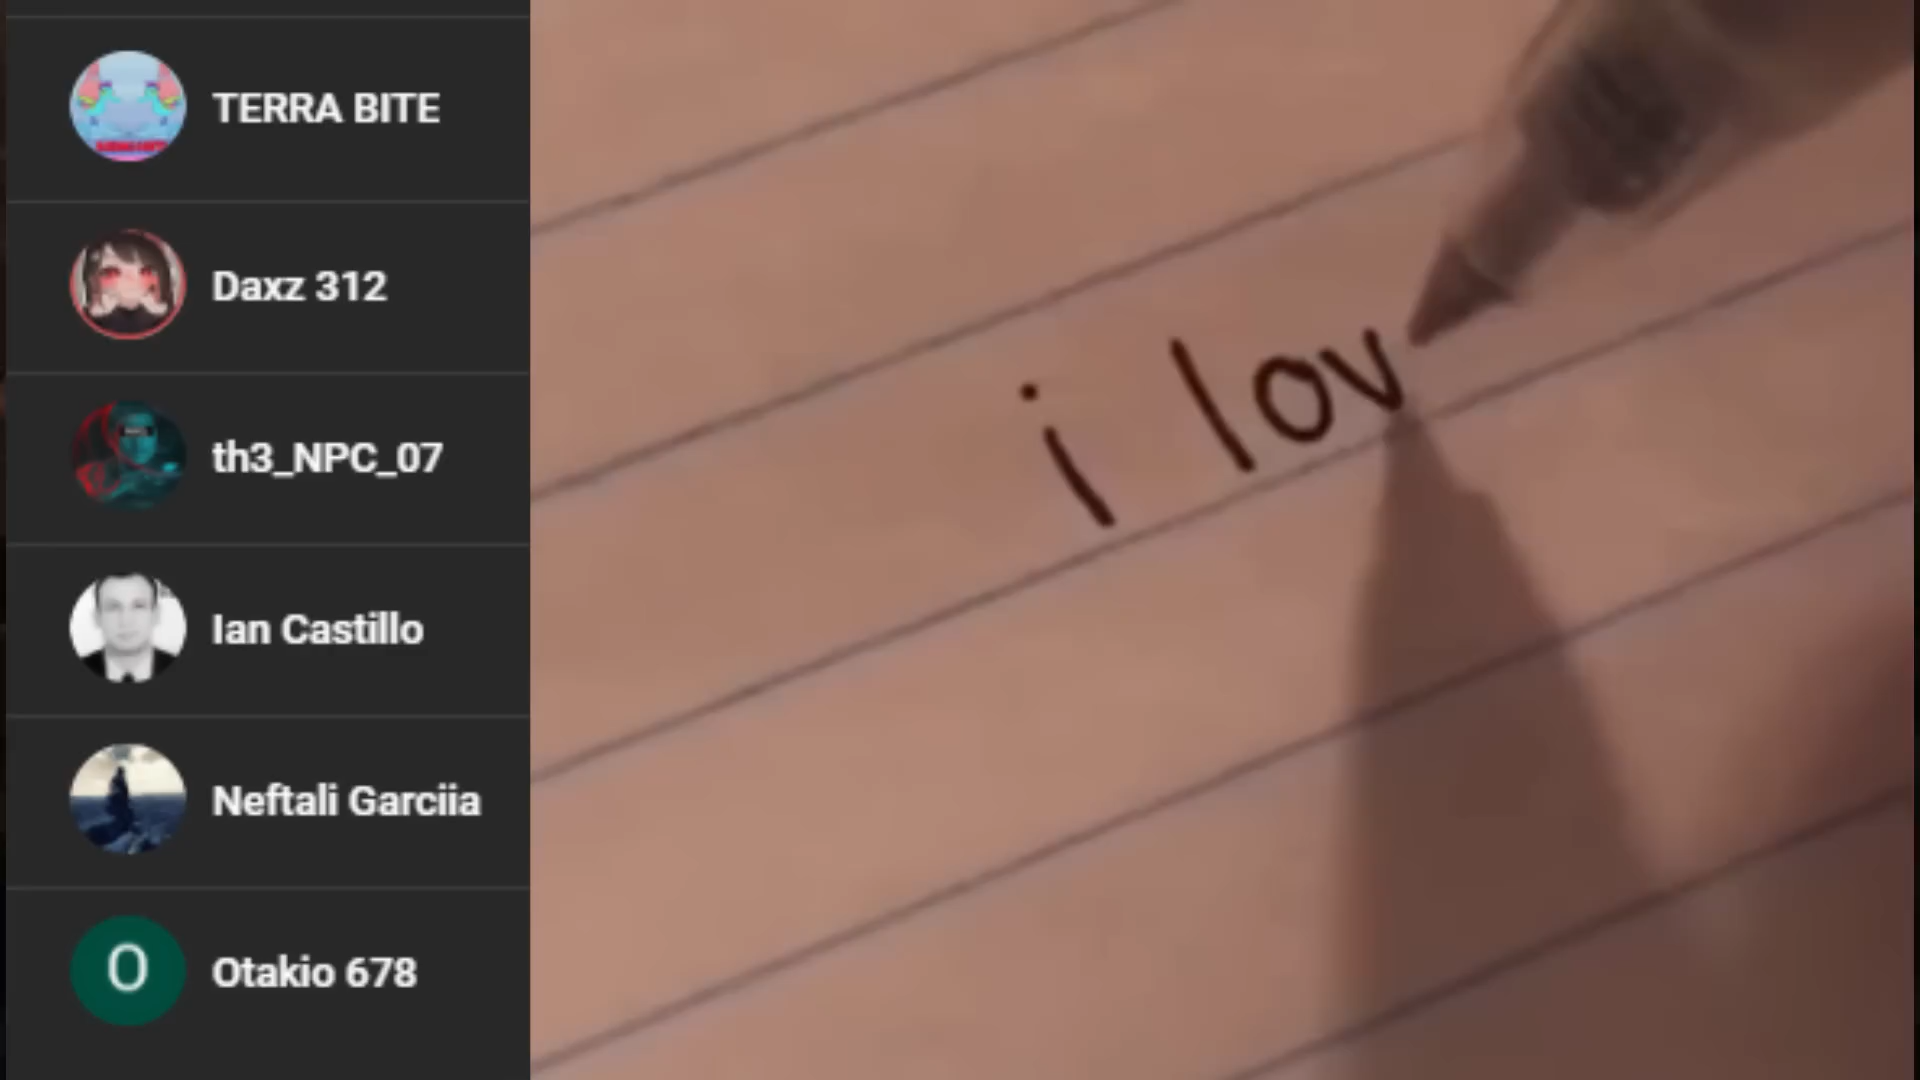 TERRA BITE
Daxz 312
th3_NPC_07
Ian Castillo
Neftali Garciia
O
Otakio 678
i lov